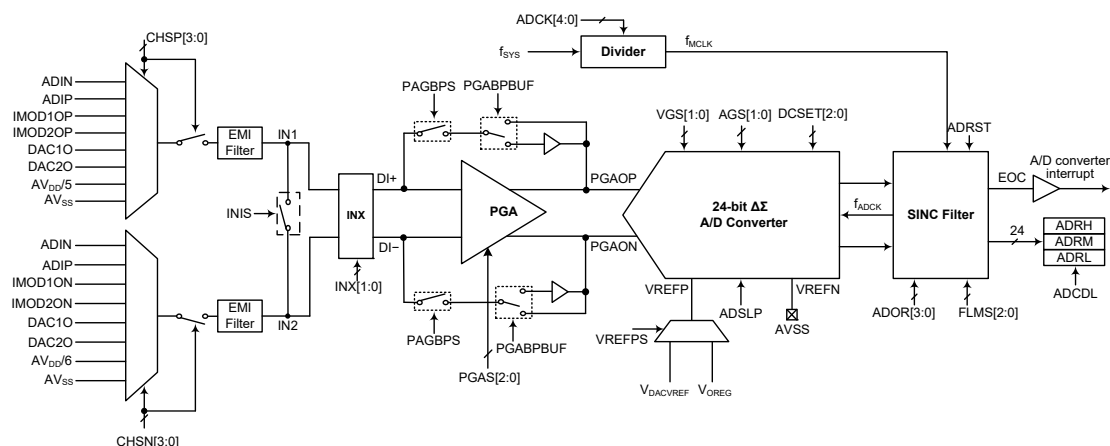 ADCK[4:0]
fSYS
Divider
fMCLK
CHSP[3:0]
ADIN
ADIP
IMOD1OP
IMOD2OP
DAC1O
DAC2O
AVDD/5
AVSS
EMI
Filter
IN1
INIS
ADIN
ADIP
IMOD1ON
IMOD2ON
DAC1O
DAC2O
AVDD/6
AVSS
EMI
Filter
IN2
CHSN[3:0]
INX
INX[1:0]
DI+
DI−
PAGBPS
PGABPBUF
PGA
PAGBPS
PGABPBUF
PGAS[2:0]
PGAOP
PGAON
VGS[1:0]
AGS[1:0]
DCSET[2:0]
24-bit ΔΣ
A/D Converter
VREFP
ADSLP
VREFN
AVSS
VREFPS
VDACVREF
VOREG
fADCK
ADRST
SINC Filter
ADOR[3:0]
FLMS[2:0]
EOC
A/D converter
interrupt
24
ADRH
ADRM
ADRL
ADCDL